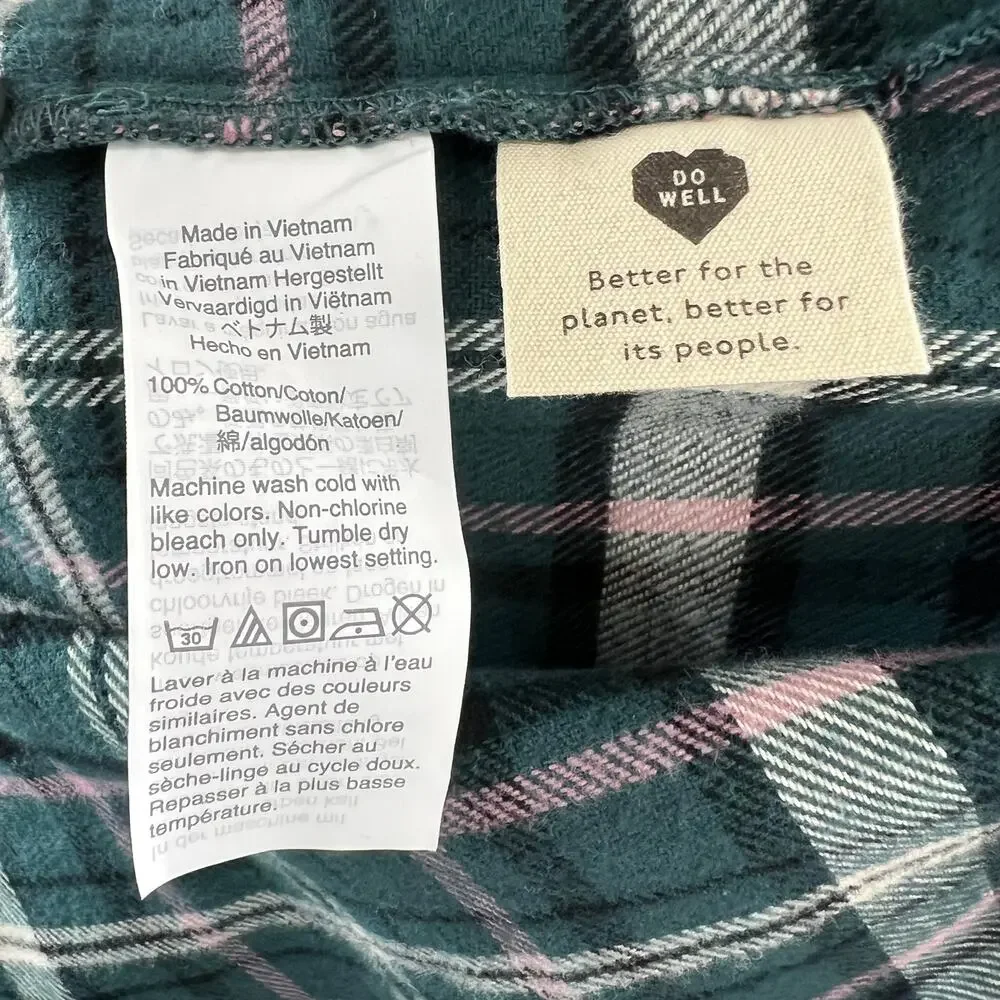 Made in Vietnam
Fabriqué au Vietnam
in Vietnam Hergestellt
Vervaardigd in Viëtnam
ベトナム製
Hecho en Vietnam
100% Cotton/Coton/
Baumwolle/Katoen/
綿/algodón
Machine wash cold with
like colors. Non-chlorine
bleach only. Tumble dry
low. Iron on lowest setting.
30
Laver à la machine à l'eau
froide avec des couleurs
similaires. Agent de
blanchiment sans chlore
seulement. Sécher au
sèche-linge au cycle doux.
Repasser à la plus basse
température.
DO
WELL
Better for the
planet, better for
its people.